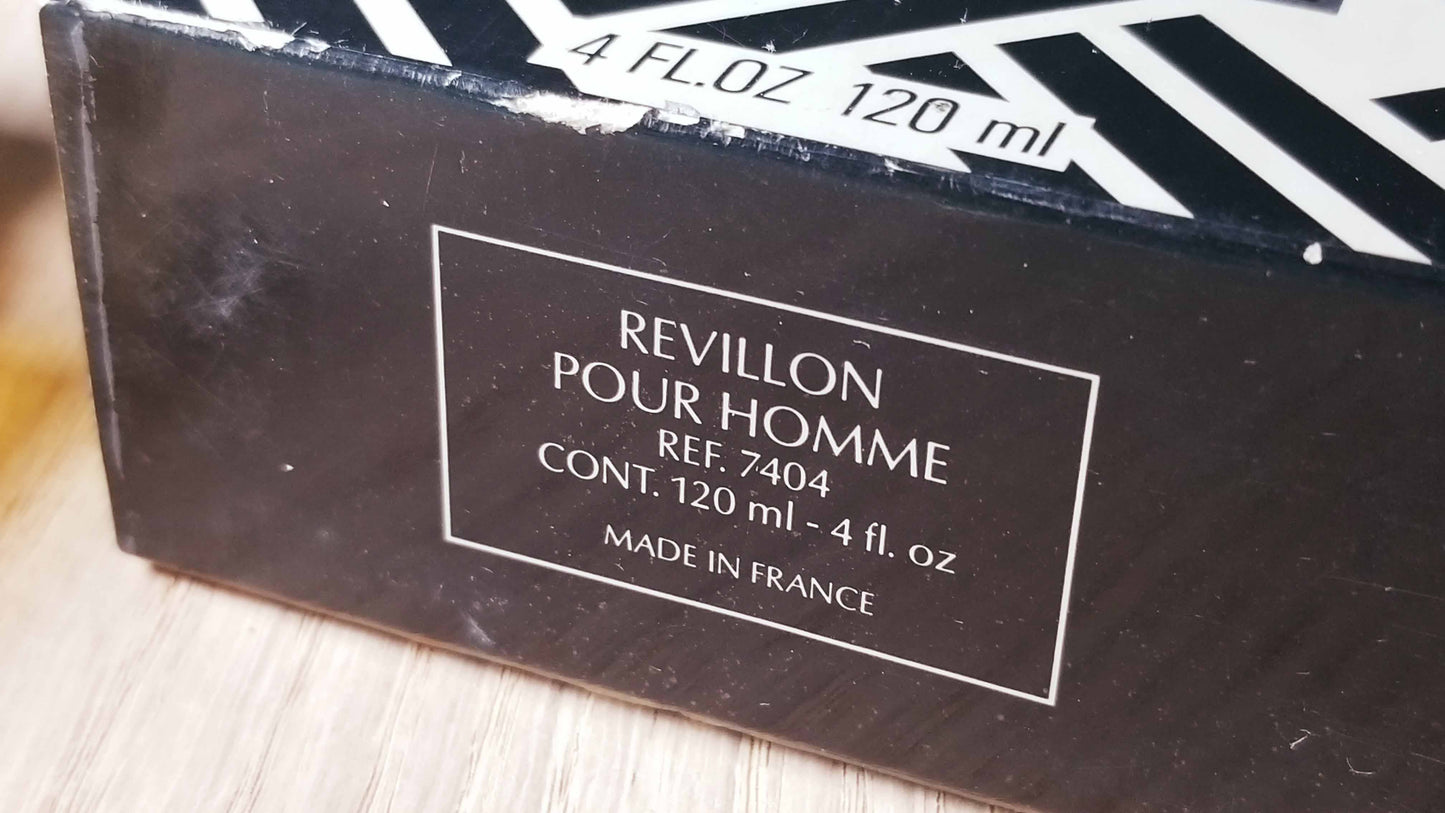 4 FL.OZ 120 ml
REVILLON
POUR HOMME
REF. 7404
CONT. 120 ml - 4 fl. oz
MADE IN FRANCE